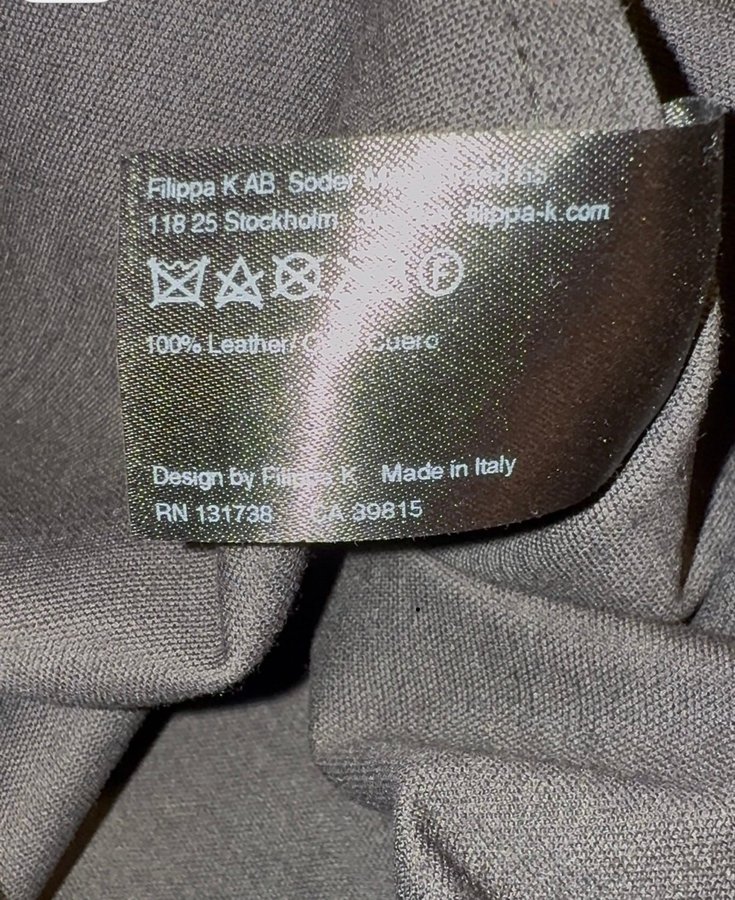 Filippa K AB, Söder
118 25 Stockholm filippa-k.com
P
100% Leather/ Cuero
Design by Filippa K Made in Italy
RN 131738 CA 39815